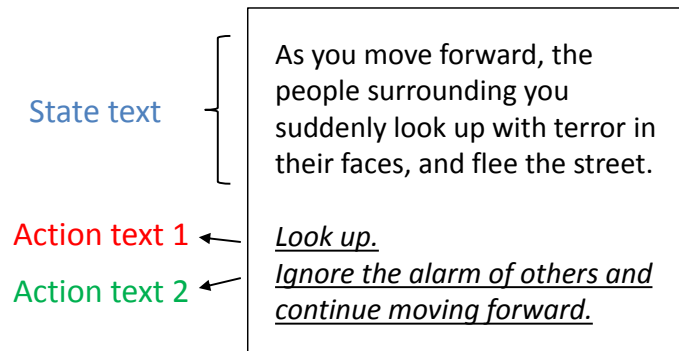 State text
As you move forward, the
people surrounding you
suddenly look up with terror in
their faces, and flee the street.
Action text 1
Look up.
Action text 2
Ignore the alarm of others and
continue moving forward.